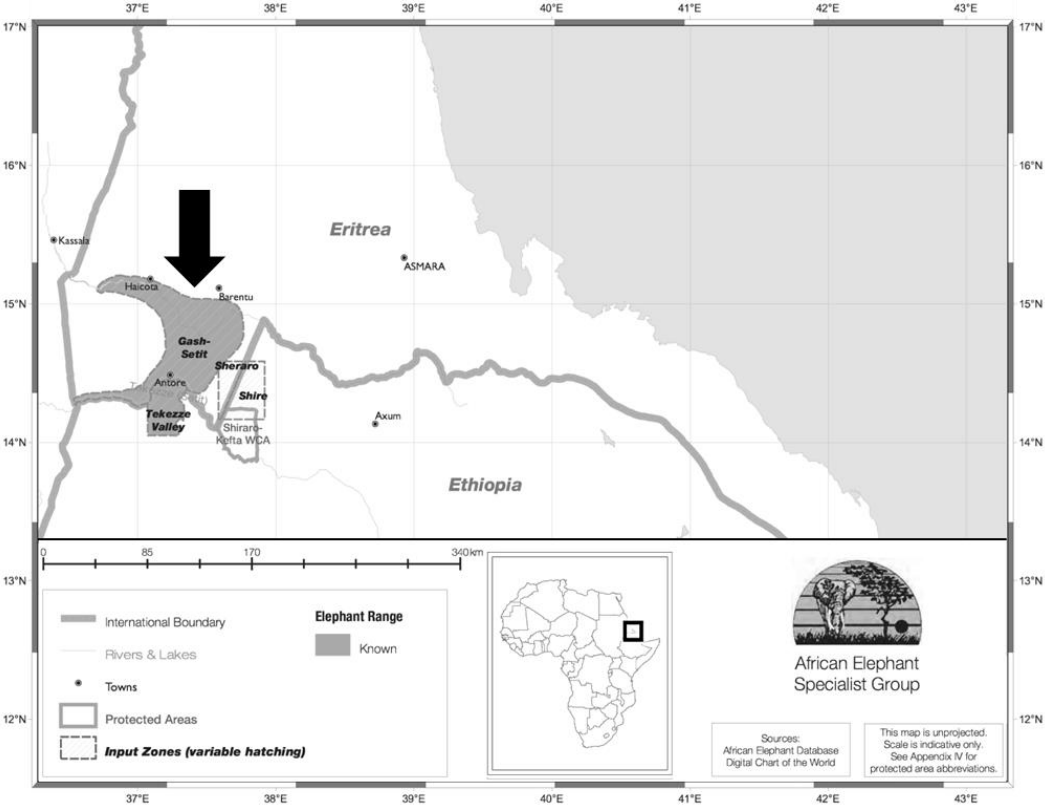 37°E 38°E 39°E 40°E 41°E 42°E 43°E
17°N 17°N
16°N 16°N
Eritrea
Kassala
ASMARA
Haicota
Barentu
15°N 15°N
Gash-
Setit
Sheraro
Antore
Shire
Tekezze
Valley
Axum
Shiraro-
Kefta WCA
14°N 14°N
Ethiopia
0 85 170 340 km
13°N 13°N
International Boundary
Rivers & Lakes
Towns
Protected Areas
Input Zones (variable hatching)
Elephant Range
Known
African Elephant
Specialist Group
12°N 12°N
Sources:
African Elephant Database
Digital Chart of the World
This map is unprojected.
Scale is indicative only.
See Appendix IV for
protected area abbreviations.
37°E 38°E 39°E 40°E 41°E 42°E 43°E